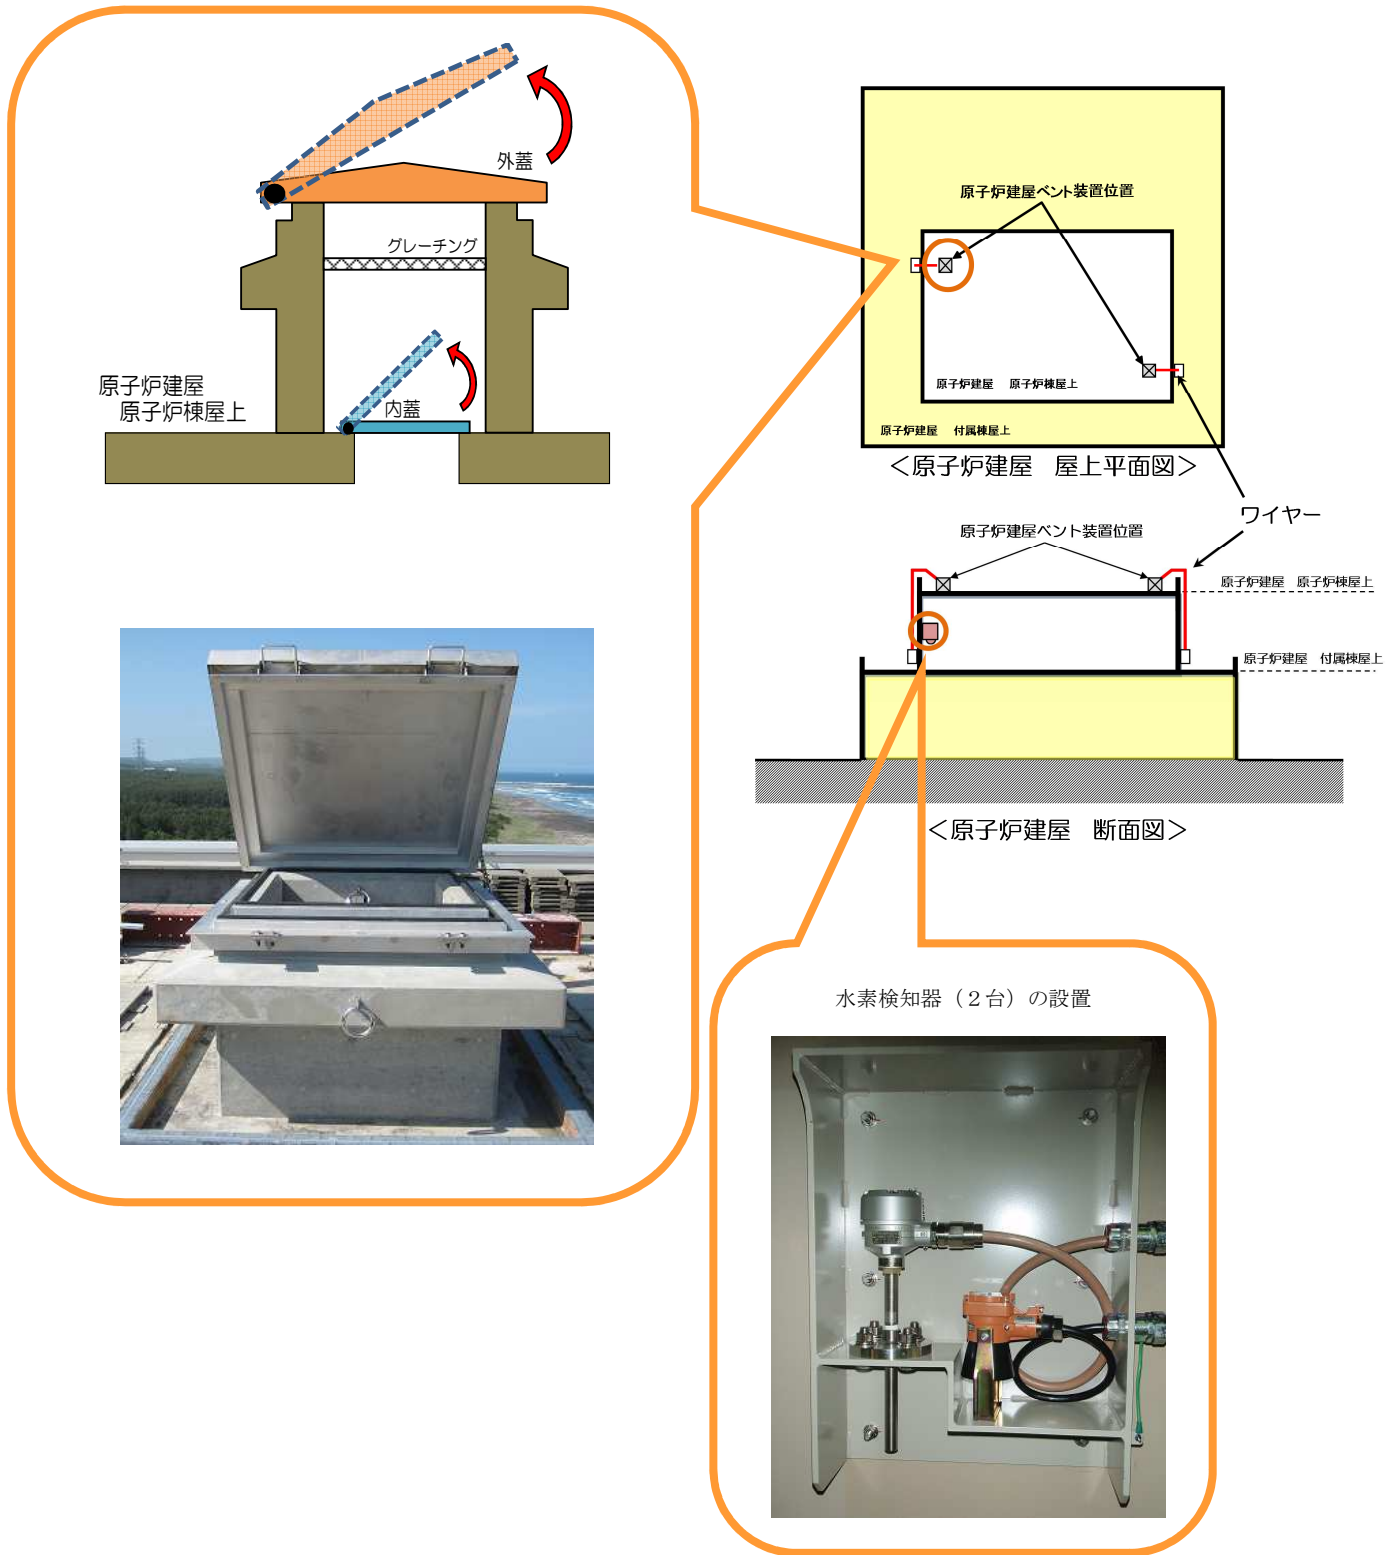 外蓋
グレーチング
内蓋
原子炉建屋
原子炉棟屋上
原子炉建屋ベント装置位置
原子炉建屋　原子炉棟屋上
原子炉建屋　付属棟屋上
＜原子炉建屋　屋上平面図＞
ワイヤー
原子炉建屋ベント装置位置
原子炉建屋　原子炉棟屋上
原子炉建屋　付属棟屋上
＜原子炉建屋　断面図＞
水素検知器（２台）の設置